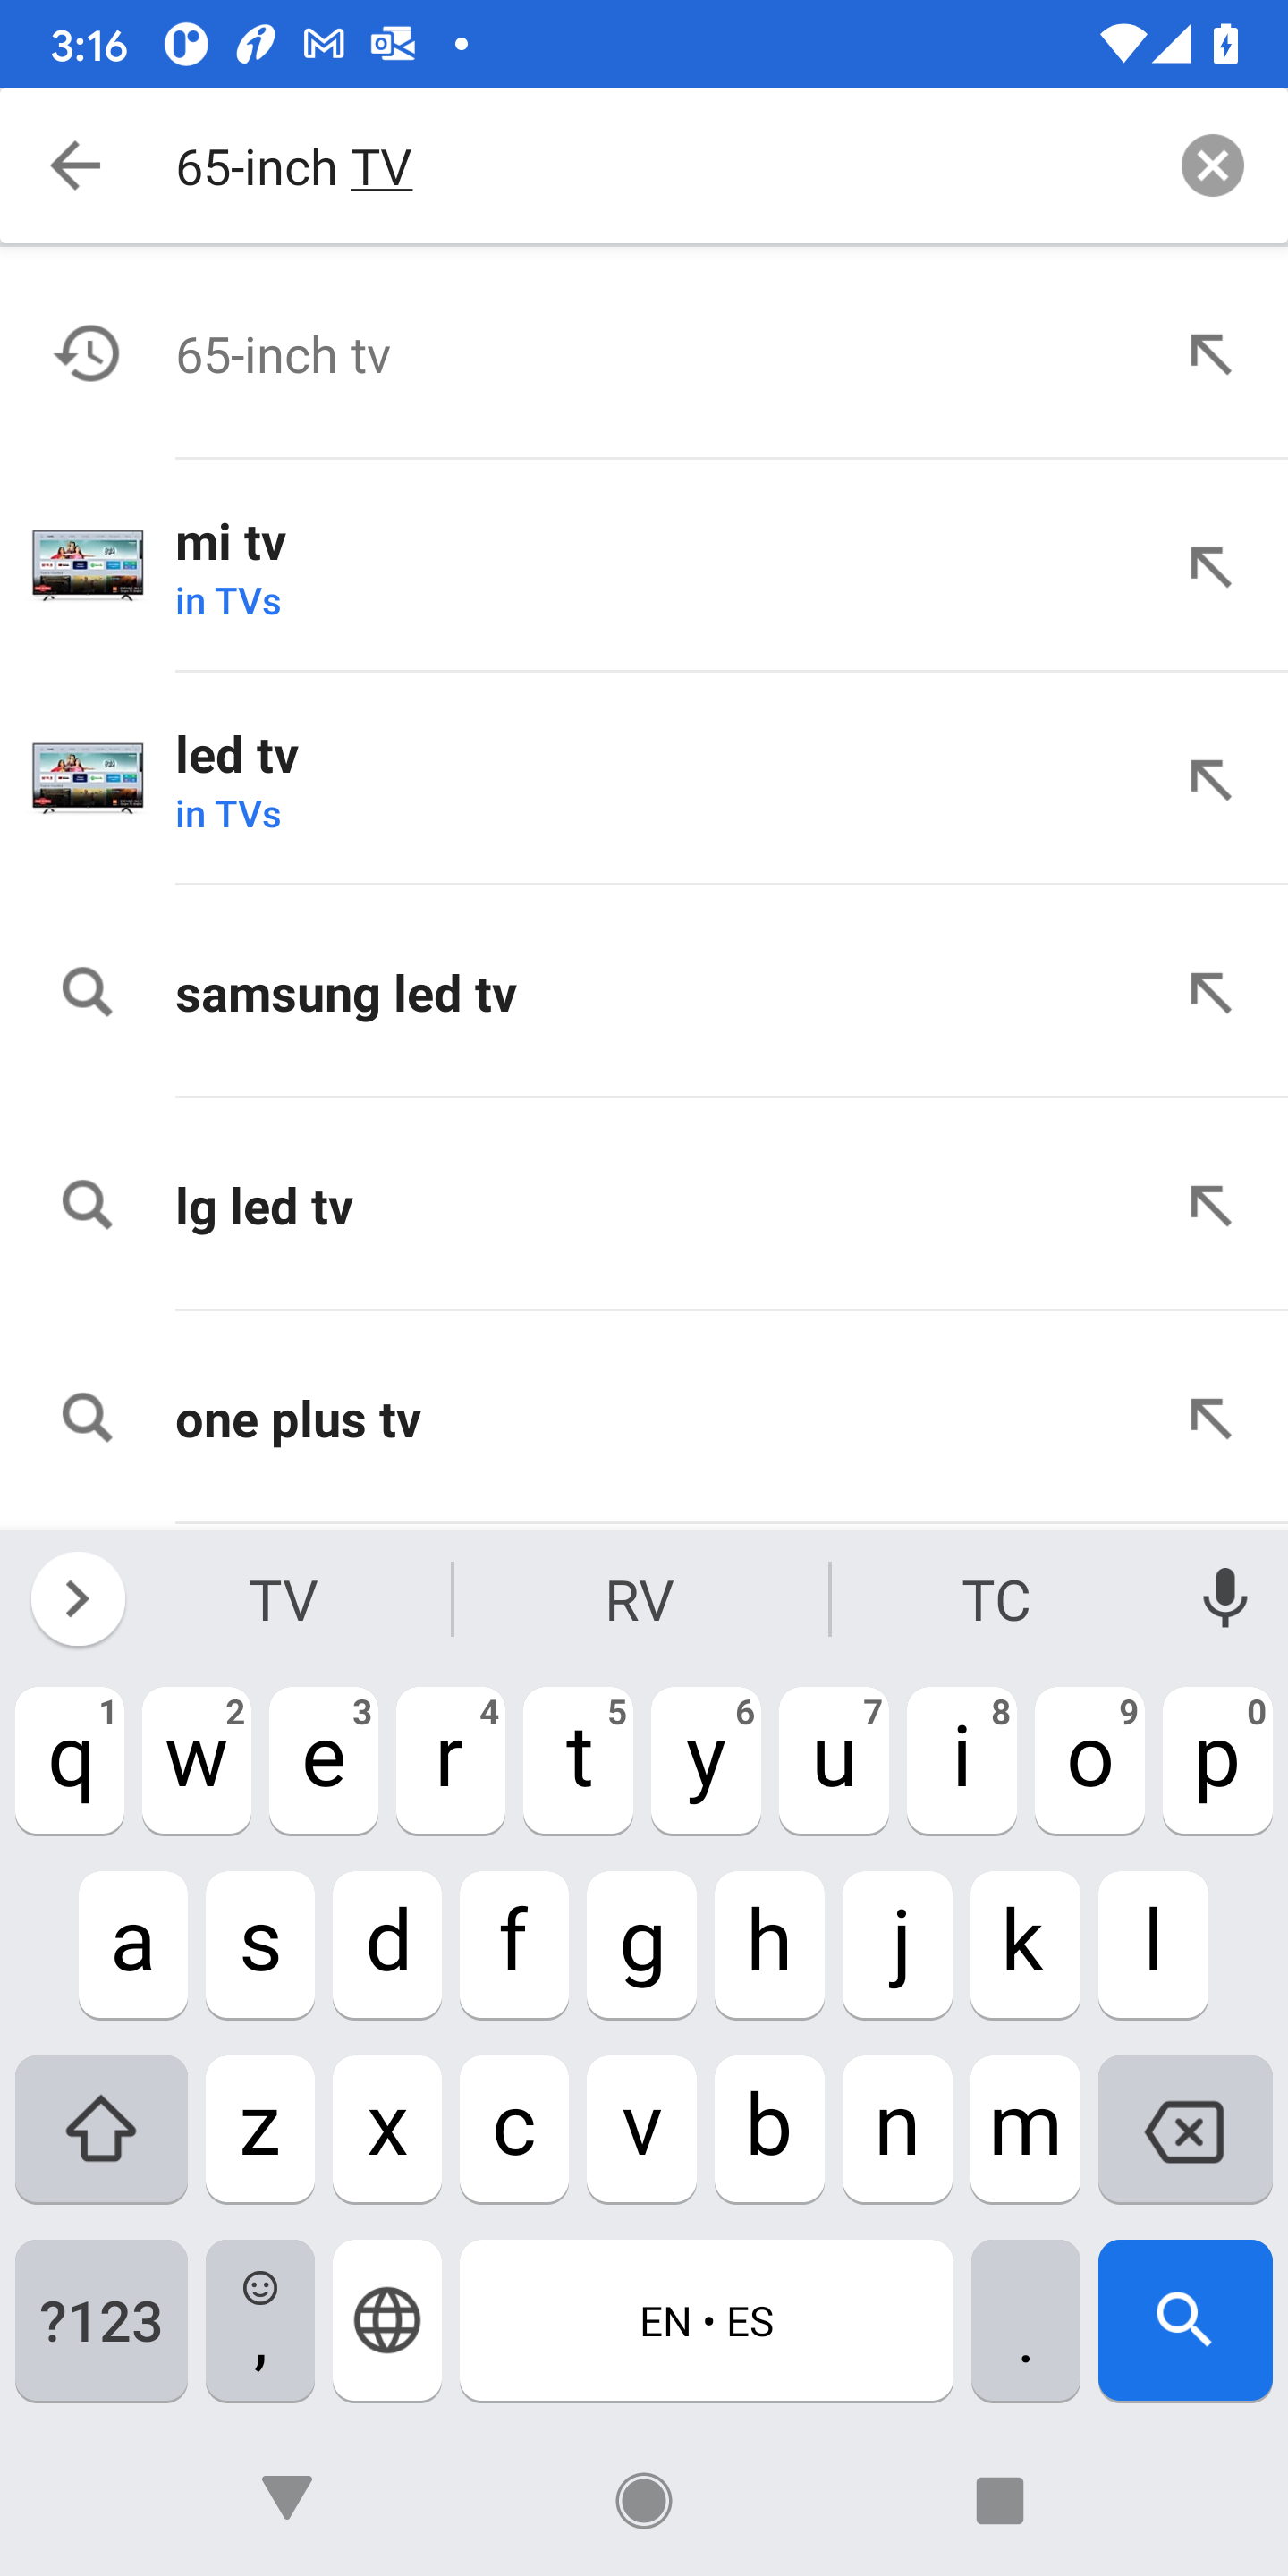 3:16
65-inch TV
65-inch tv
mi tv
in TVs
led tv
in TVs
samsung led tv
lg led tv
one plus tv
TV RV TC
1 2 3 4 5 6 7 8 9 0
q w e r t y u i o p
a s d f g h j k l
z x c v b n m
?123 , EN • ES .